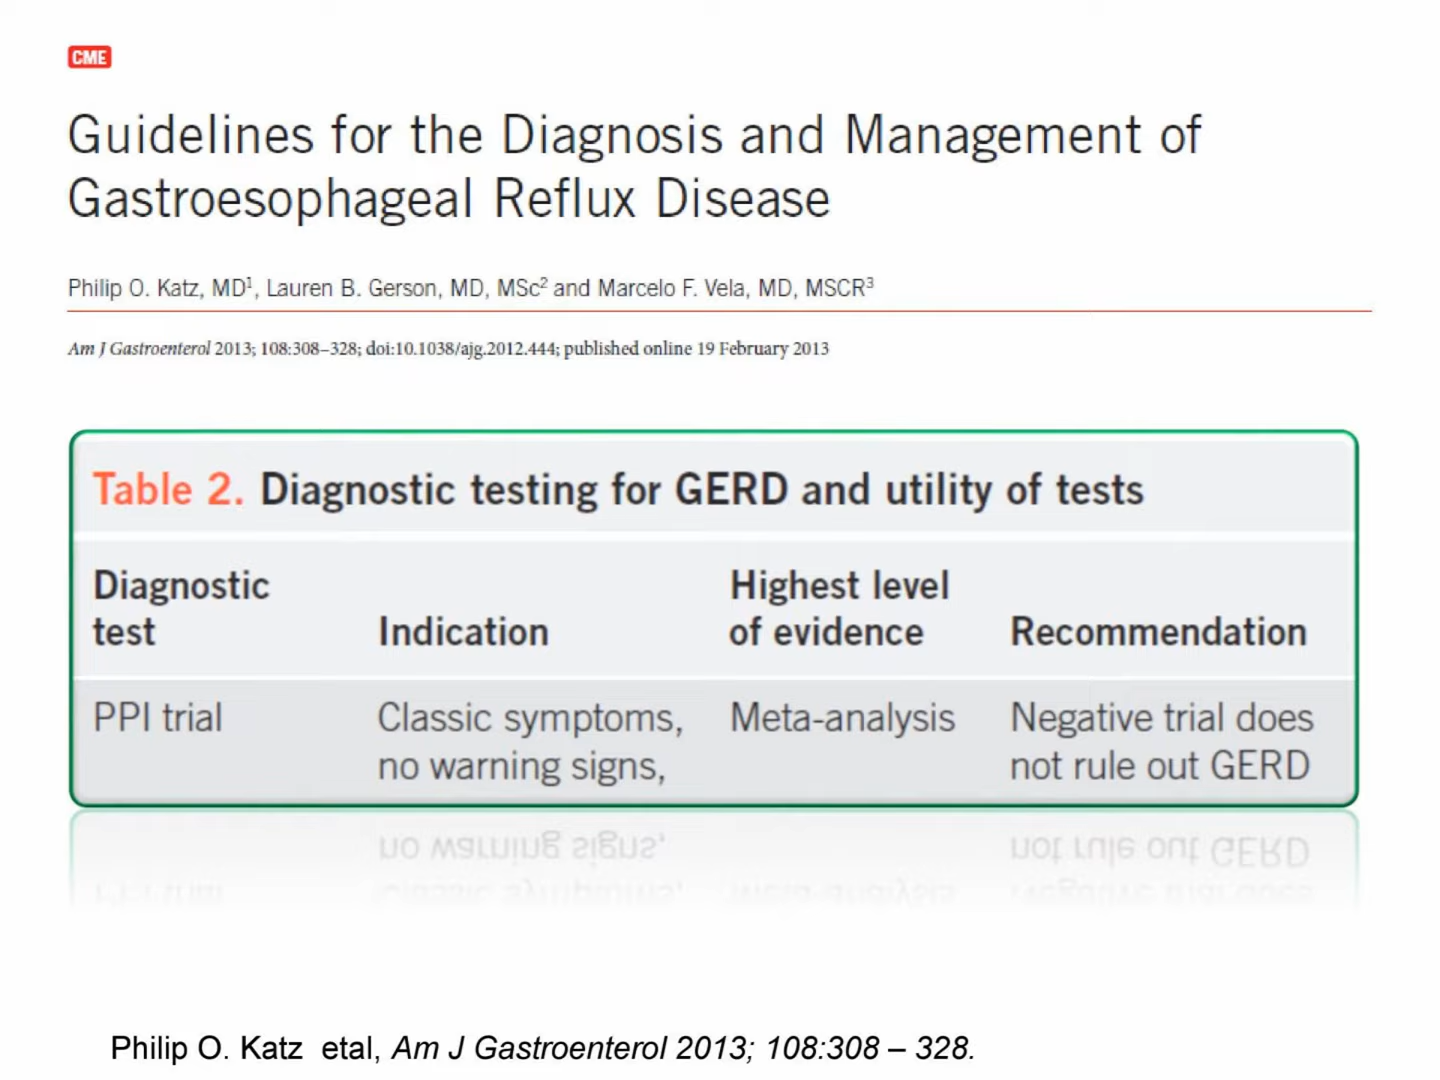 CME
Guidelines for the Diagnosis and Management of
Gastroesophageal Reflux Disease
Philip O. Katz, MD1, Lauren B. Gerson, MD, MSc2 and Marcelo F. Vela, MD, MSCR3
Am J Gastroenterol 2013; 108:308–328; doi:10.1038/ajg.2012.444; published online 19 February 2013
Table 2. Diagnostic testing for GERD and utility of tests
Diagnostic test
Indication
Highest level of evidence
Recommendation
PPI trial
Classic symptoms,
no warning signs,
Meta-analysis
Negative trial does
not rule out GERD
Philip O. Katz etal, Am J Gastroenterol 2013; 108:308 – 328.